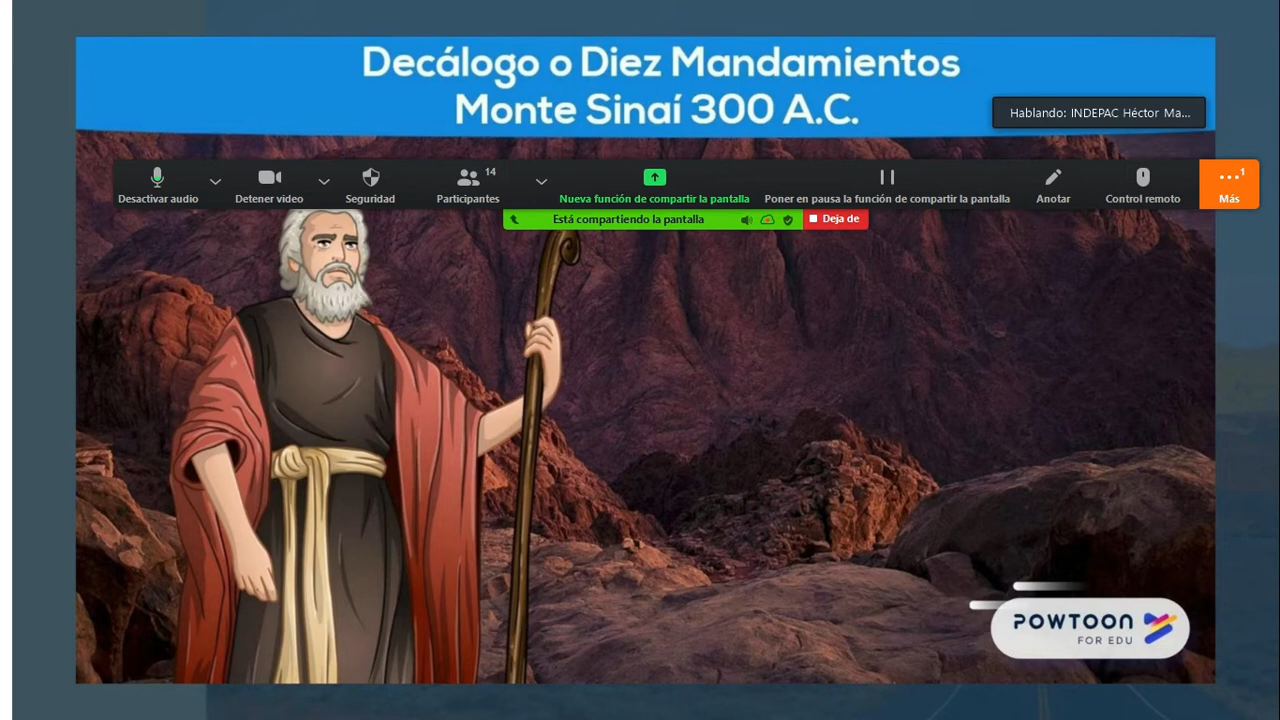 Decálogo o Diez Mandamientos
Monte Sinaí 300 A.C.
Hablando: INDEPAC Héctor Ma...
14
1
Desactivar audio
Detener video
Seguridad
Participantes
Nueva función de compartir la pantalla
Poner en pausa la función de compartir la pantalla
Anotar
Control remoto
Más
Está compartiendo la pantalla
Deja de
POWTOON
FOR EDU